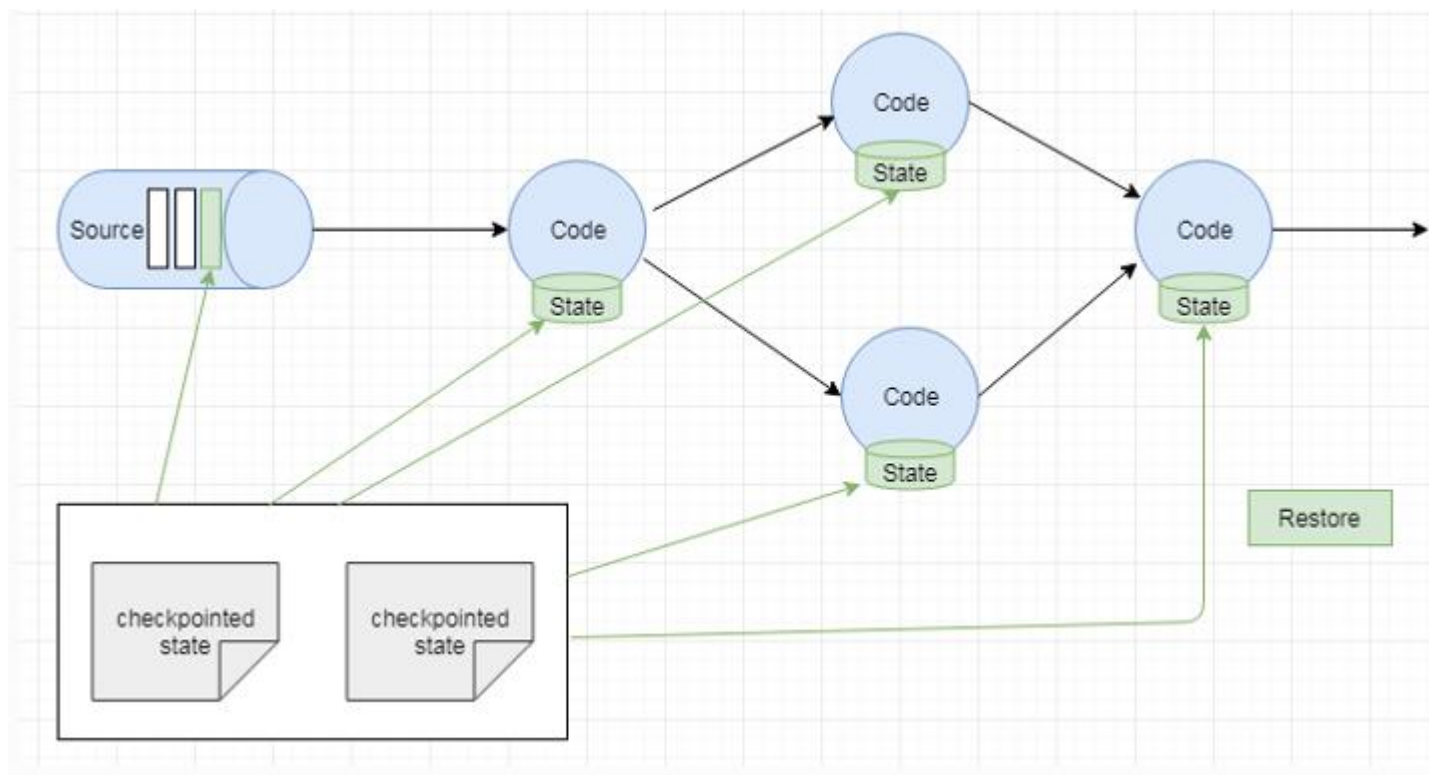 Code
State
Source
Code
State
Code
State
Code
State
Restore
checkpointed
state
checkpointed
state